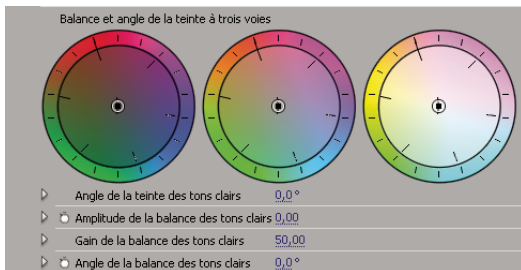 Balance et angle de la teinte à trois voies
Angle de la teinte des tons clairs 0,0°
Amplitude de la balance des tons clairs 0,00
Gain de la balance des tons clairs 50,00
Angle de la balance des tons clairs 0,0°